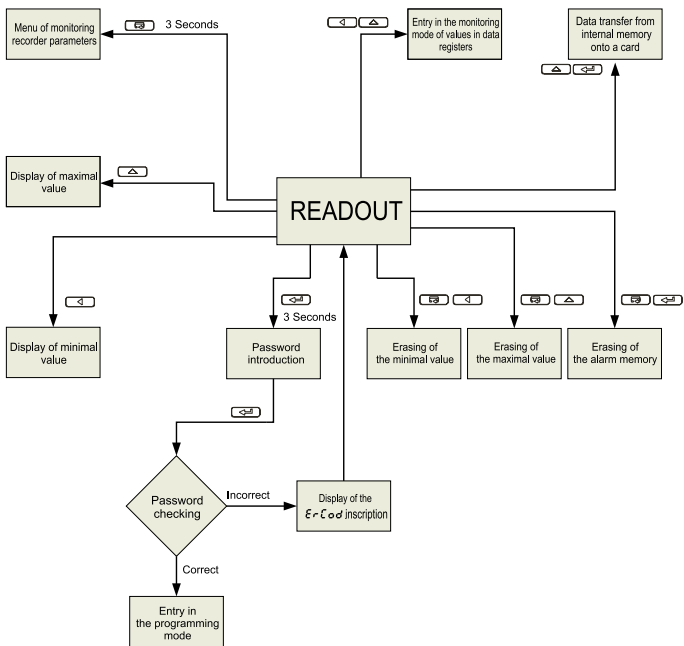 Menu of monitoring
recorder parameters
3 Seconds
Entry in the monitoring
mode of values in data
registers
Data transfer from
internal memory
onto a card
Display of maximal
value
READOUT
Display of minimal
value
3 Seconds
Password
introduction
Erasing of
the minimal value
Erasing of
the maximal value
Erasing of
the alarm memory
Password
checking
Incorrect
Display of the
ErCod inscription
Correct
Entry in
the programming
mode